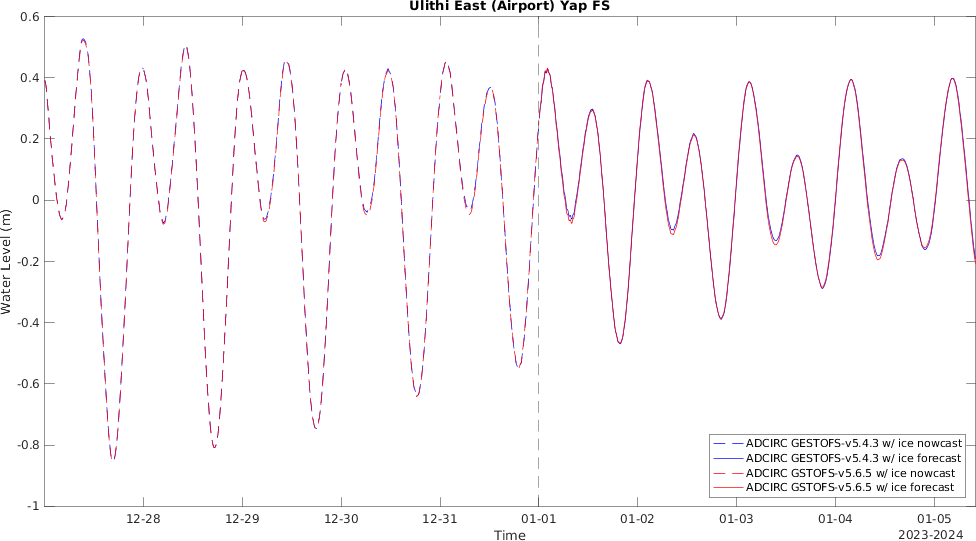 Ulithi East (Airport) Yap FS
0.6
0.4
0.2
0
-0.2
-0.4
-0.6
-0.8
-1
Water Level (m)
12-28
12-29
12-30
12-31
01-01
01-02
01-03
01-04
01-05
Time
2023-2024
ADCIRC GESTOFS-v5.4.3 w/ ice nowcast
ADCIRC GESTOFS-v5.4.3 w/ ice forecast
ADCIRC GSTOFS-v5.6.5 w/ ice nowcast
ADCIRC GSTOFS-v5.6.5 w/ ice forecast